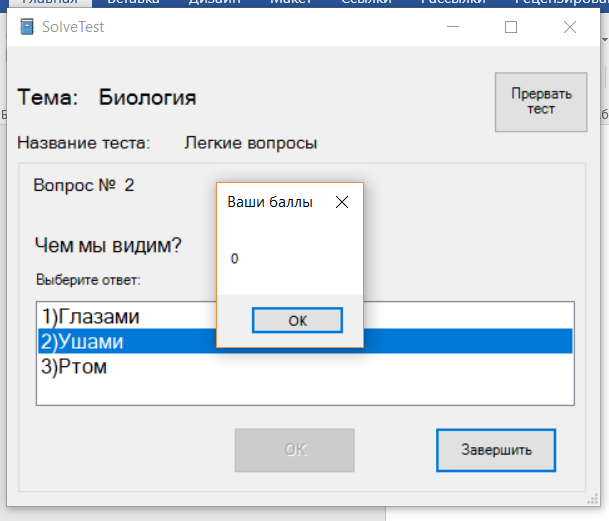 Главная Вставка Дизайн Макет Ссылки Рассылки Рецензирован
SolveTest
Тема: Биология
Прервать
тест
Название теста: Легкие вопросы
Вопрос № 2
Ваши баллы
0
OK
Чем мы видим?
Выберите ответ:
1)Глазами
2)Ушами
3)Ртом
OK
Завершить